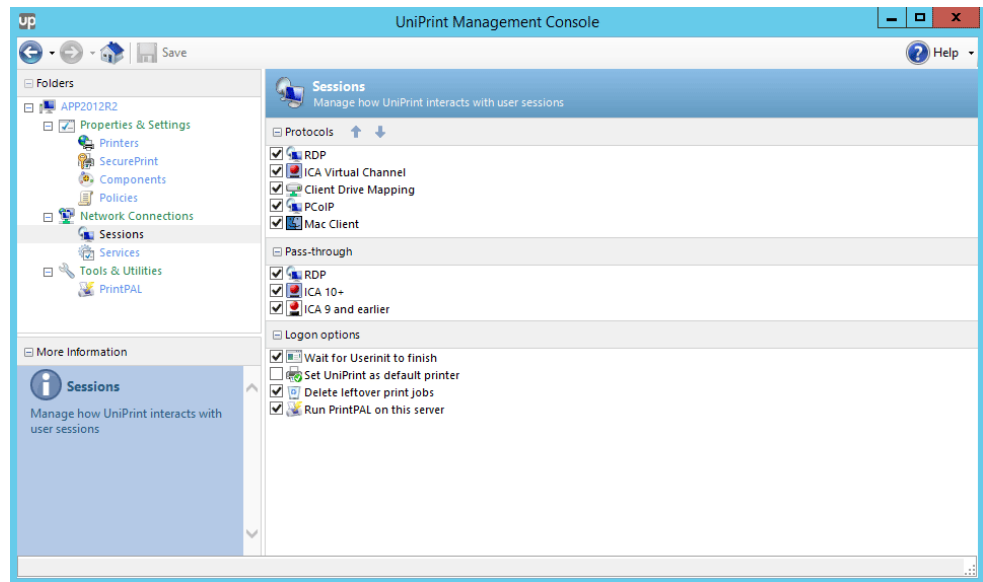 up
UniPrint Management Console
Save
Help
Folders
APP2012R2
Properties & Settings
Printers
SecurePrint
Components
Policies
Network Connections
Sessions
Services
Tools & Utilities
PrintPAL
More Information
Sessions
Manage how UniPrint interacts with
user sessions
Sessions
Manage how UniPrint interacts with user sessions
Protocols
RDP
ICA Virtual Channel
Client Drive Mapping
PCoIP
Mac Client
Pass-through
RDP
ICA 10+
ICA 9 and earlier
Logon options
Wait for Userinit to finish
Set UniPrint as default printer
Delete leftover print jobs
Run PrintPAL on this server